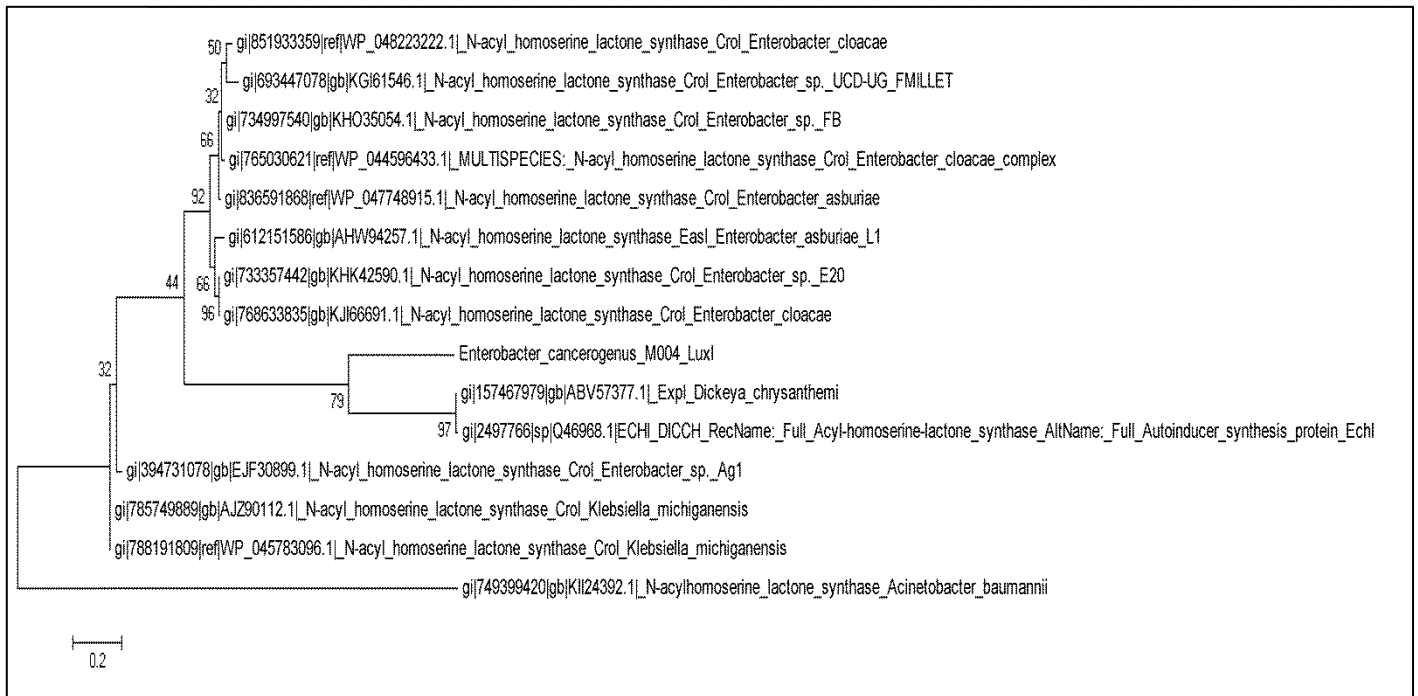 50
gi|851933359|ref|WP_048223222.1|_N-acyl_homoserine_lactone_synthase_CroI_Enterobacter_cloacae
gi|693447078|gb|KGI61546.1|_N-acyl_homoserine_lactone_synthase_CroI_Enterobacter_sp._UCD-UG_FMILLET
32
gi|734997540|gb|KHO35054.1|_N-acyl_homoserine_lactone_synthase_CroI_Enterobacter_sp._FB
66
gi|765030621|ref|WP_044596433.1|_MULTISPECIES:_N-acyl_homoserine_lactone_synthase_CroI_Enterobacter_cloacae_complex
92
gi|836591868|ref|WP_047748915.1|_N-acyl_homoserine_lactone_synthase_CroI_Enterobacter_asburiae
gi|612151586|gb|AHW94257.1|_N-acyl_homoserine_lactone_synthase_EasI_Enterobacter_asburiae_L1
44
66
gi|733357442|gb|KHK42590.1|_N-acyl_homoserine_lactone_synthase_CroI_Enterobacter_sp._E20
96
gi|768633835|gb|KJI66691.1|_N-acyl_homoserine_lactone_synthase_CroI_Enterobacter_cloacae
Enterobacter_cancerogenus_M004_LuxI
32
79
gi|157467979|gb|ABV57377.1|_ExpI_Dickeya_chrysanthemi
97
gi|2497766|sp|Q46968.1|ECHI_DICCH_RecName:_Full_Acyl-homoserine-lactone_synthase_AltName:_Full_Autoinducer_synthesis_protein_EchI
gi|394731078|gb|EJF30899.1|_N-acyl_homoserine_lactone_synthase_CroI_Enterobacter_sp._Ag1
gi|785749889|gb|AJZ90112.1|_N-acyl_homoserine_lactone_synthase_CroI_Klebsiella_michiganensis
gi|788191809|ref|WP_045783096.1|_N-acyl_homoserine_lactone_synthase_CroI_Klebsiella_michiganensis
gi|749399420|gb|KII24392.1|_N-acylhomoserine_lactone_synthase_Acinetobacter_baumannii
0.2